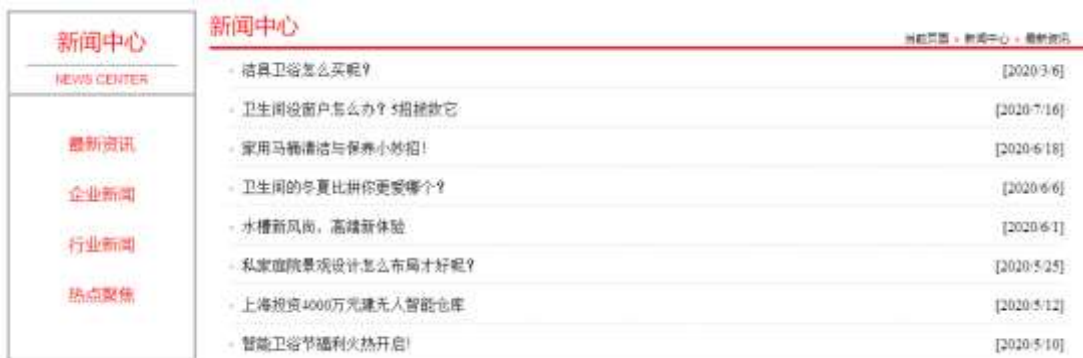 新闻中心
NEWS CENTER
最新资讯
企业新闻
行业新闻
热点聚焦
新闻中心
当前页面 > 新闻中心 > 最新资讯
洁具卫浴怎么买呢? [2020/3/6]
卫生间没窗户怎么办? 5招拯救它 [2020/7/16]
家用马桶清洁与保养小妙招! [2020/6/18]
卫生间的冬夏比拼你更爱哪个? [2020/6/6]
水槽新风尚，高端新体验 [2020/6/1]
私家庭院景观设计怎么布局才好呢? [2020/5/25]
上海投资4000万元建无人智能仓库 [2020/5/12]
智能卫浴节福利火热开启! [2020/5/10]